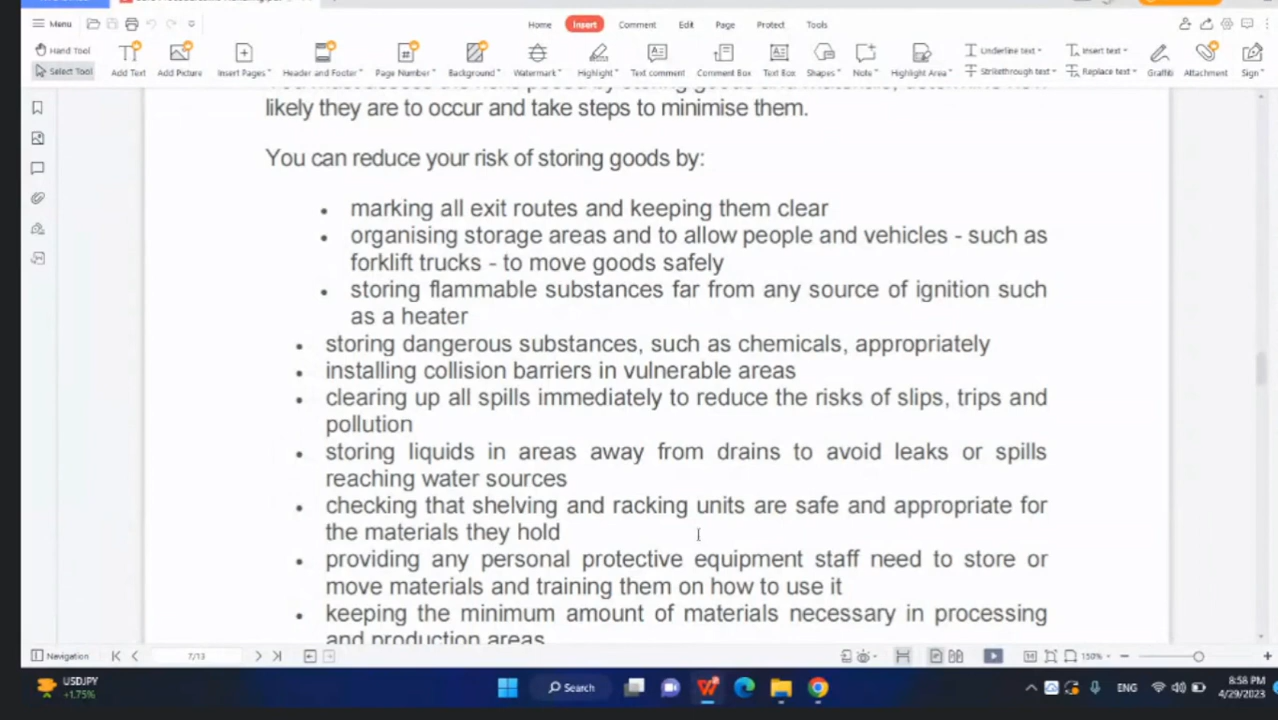 Menu
Home
Insert
Comment
Edit
Page
Protect
Tools
Hand Tool
Select Tool
Add Text
Add Picture
Insert Pages
Header and Footer
Page Number
Background
Watermark
Highlight
Text comment
Comment Box
Text Box
Shapes
Note
Highlight Area
Underline text
Strikethrough text
Insert text
Replace text
Graffiti
Attachment
Sign
likely they are to occur and take steps to minimise them.
You can reduce your risk of storing goods by:
• marking all exit routes and keeping them clear
• organising storage areas and to allow people and vehicles - such as
forklift trucks - to move goods safely
• storing flammable substances far from any source of ignition such
as a heater
• storing dangerous substances, such as chemicals, appropriately
• installing collision barriers in vulnerable areas
• clearing up all spills immediately to reduce the risks of slips, trips and
pollution
• storing liquids in areas away from drains to avoid leaks or spills
reaching water sources
• checking that shelving and racking units are safe and appropriate for
the materials they hold
• providing any personal protective equipment staff need to store or
move materials and training them on how to use it
• keeping the minimum amount of materials necessary in processing
and production areas
Navigation
7/13
150%
USDJPY
+1.75%
Search
ENG
8:58 PM
4/29/2023